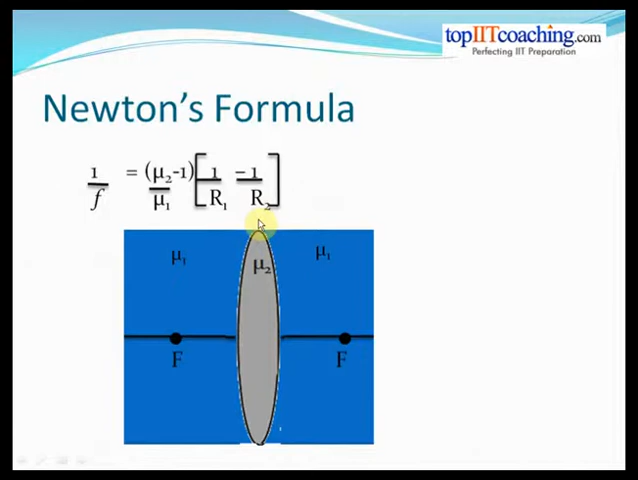 topIITcoaching.com
Perfecting IIT Preparation
Newton's Formula
1/f = (μ₂/μ₁-1)[1/R₁ - 1/R₂]
μ₁ μ₂ μ₁
F F